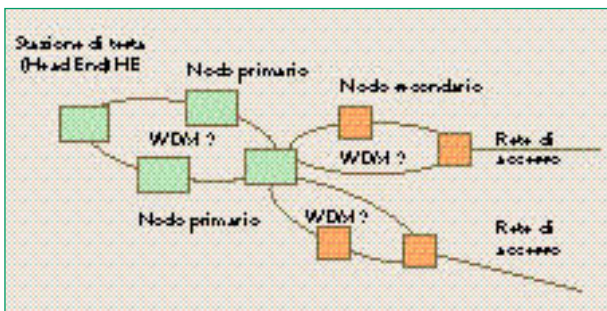 Stazione di testa
(Head End) HE
Nodo primario
Nodo secondario
WDM ?
WDM ?
Rete di
accesso
Nodo primario
WDM ?
Rete di
accesso